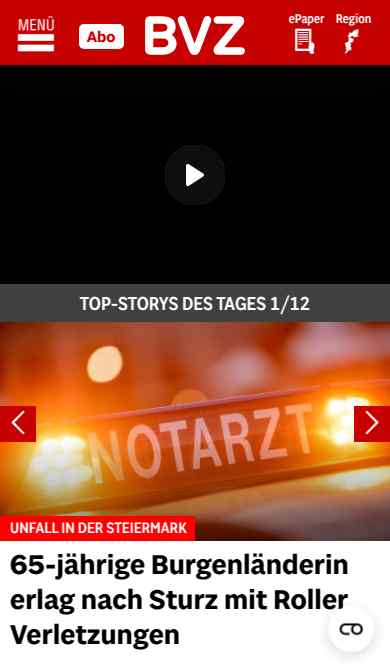 MENÜ
Abo
BVZ
ePaper
Region
TOP-STORYS DES TAGES 1/12
NOTARZT
UNFALL IN DER STEIERMARK
65-jährige Burgenländerin
erlag nach Sturz mit Roller
Verletzungen